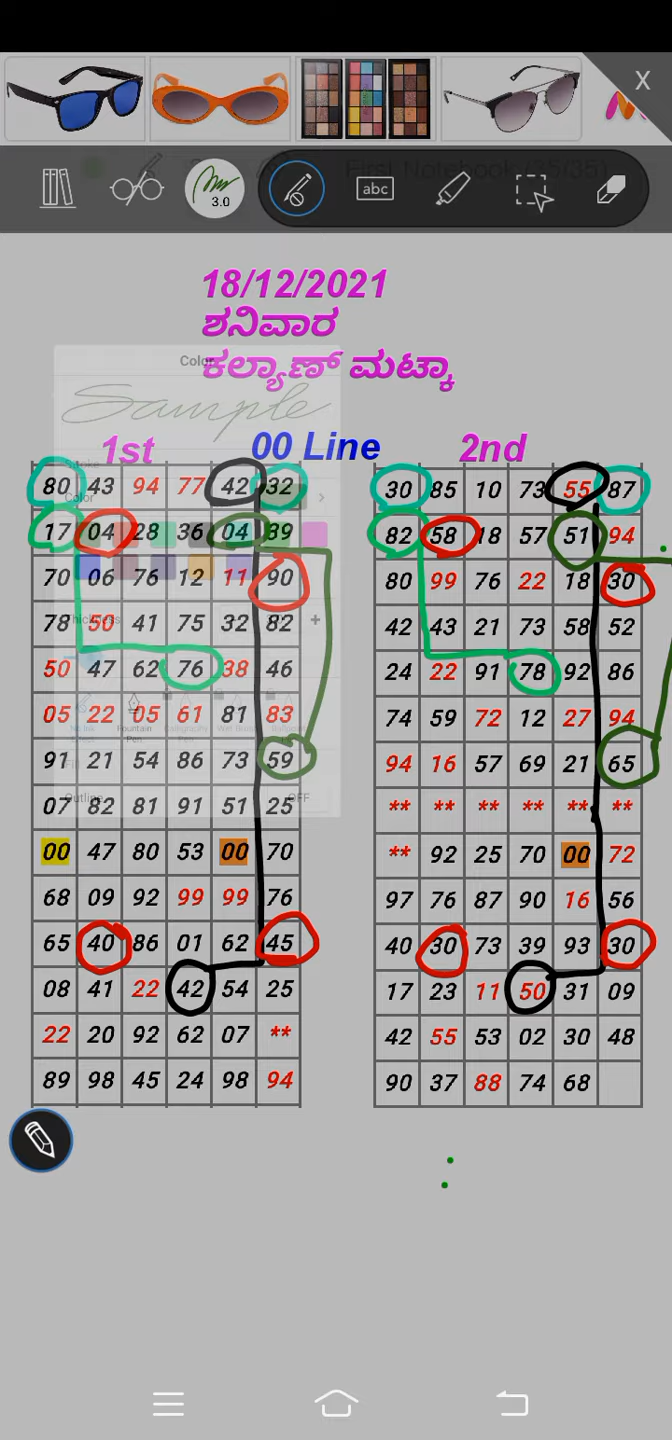 3.0
abc
18/12/2021
ಶನಿವಾರ
Color
ಕಲ್ಯಾಣ್ ಮಟ್ಕಾ
Sample
1st 00 Line 2nd
80 43 94 77 42 32 30 85 10 73 55 87
17 04 28 36 04 39 82 58 18 57 51 94
70 06 76 12 11 90 80 99 76 22 18 30
78 50 41 75 32 82 42 43 21 73 58 52
50 47 62 76 38 46 24 22 91 78 92 86
05 22 05 61 81 83 74 59 72 12 27 94
91 21 54 86 73 59 94 16 57 69 21 65
07 82 81 91 51 25 ** ** ** ** ** **
00 47 80 53 00 70 ** 92 25 70 00 72
68 09 92 99 99 76 97 76 87 90 16 56
65 40 86 01 62 45 40 30 73 39 93 30
08 41 22 42 54 25 17 23 11 50 31 09
22 20 92 62 07 ** 42 55 53 02 30 48
89 98 45 24 98 94 90 37 88 74 68